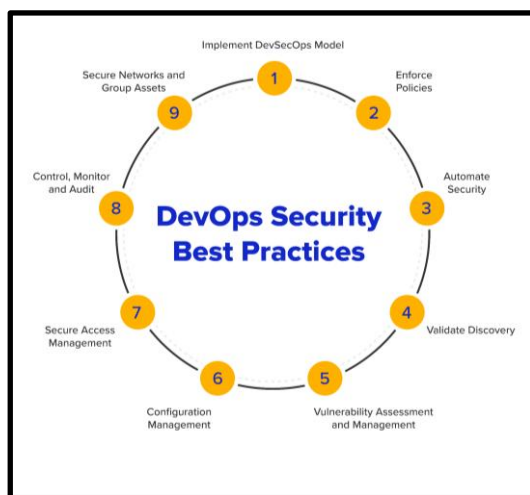 Implement DevSecOps Model
1
Enforce
Policies
2
Automate
Security
3
Validate Discovery
4
Vulnerability Assessment
and Management
5
Configuration
Management
6
Secure Access
Management
7
Control, Monitor
and Audit
8
Secure Networks and
Group Assets
9
DevOps Security
Best Practices